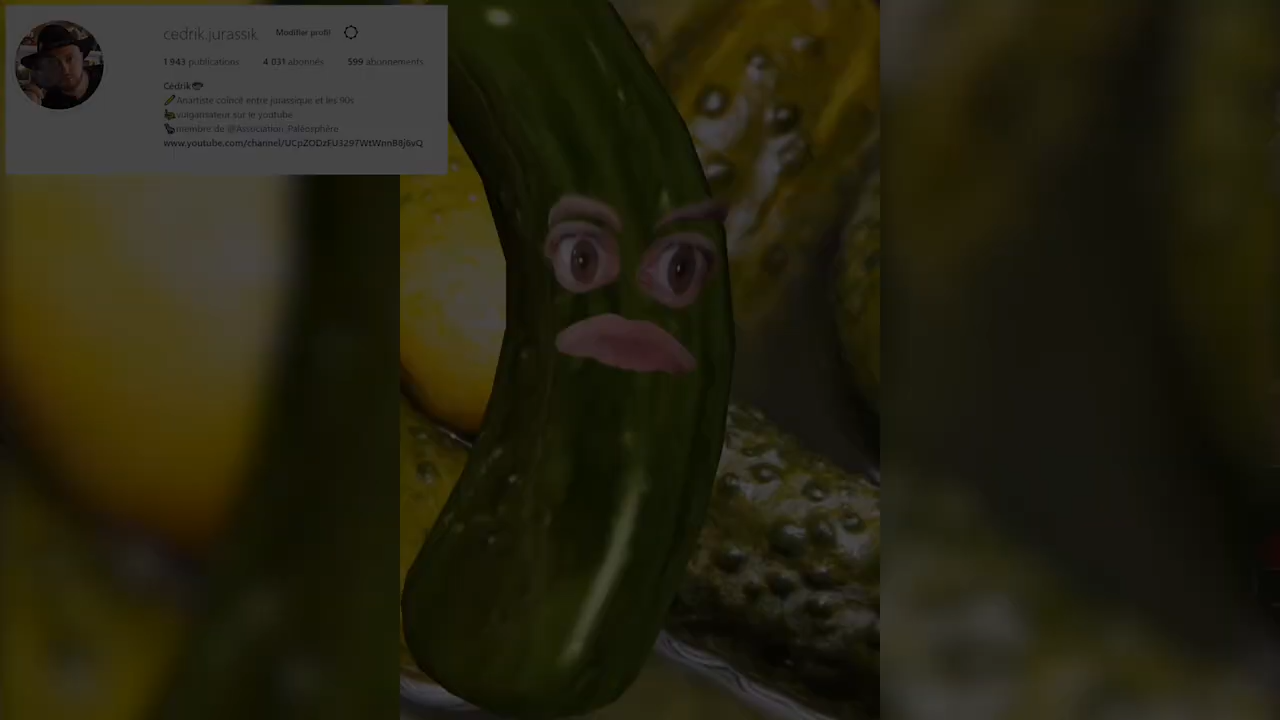 cedrik.jurassik. Modifier profil
1 943 publications 4 031 abonnés 599 abonnements
Cédrik
Anartiste coincé entre jurassique et les 90s
vulgarisateur sur le youtube
membre de @Association_Paléosphère